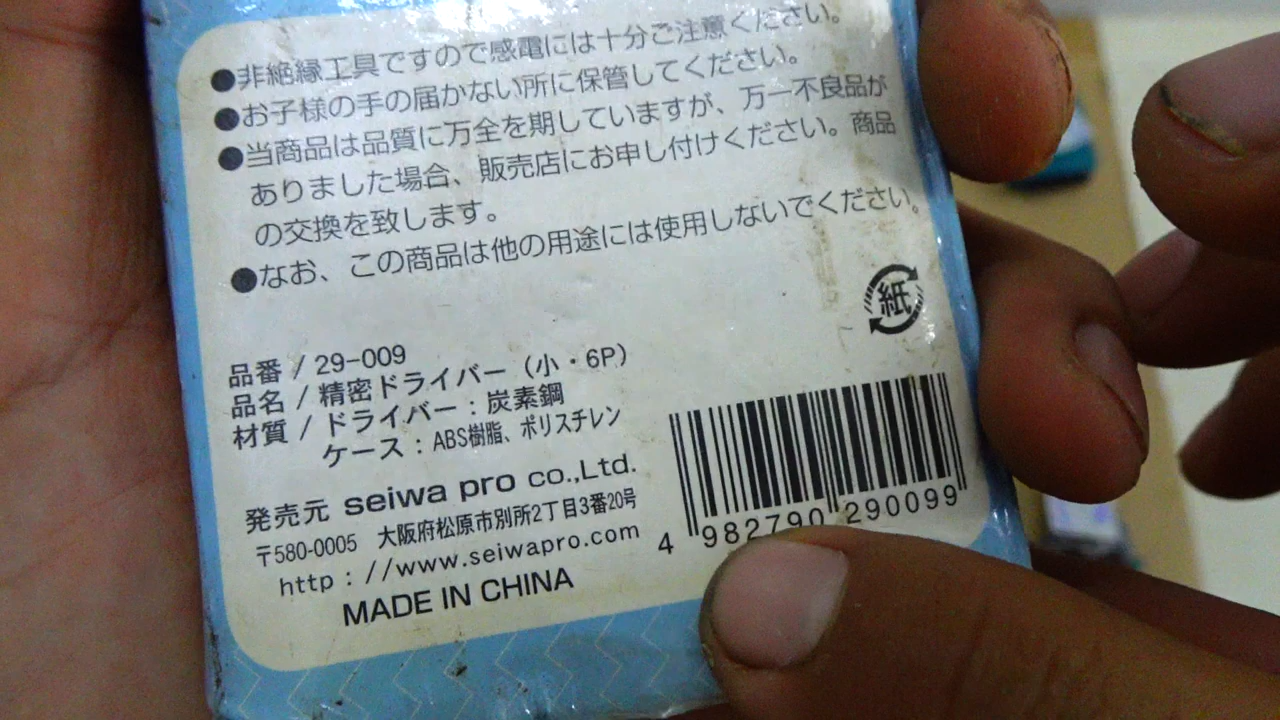 ●非絶縁工具ですので感電には十分ご注意ください。
●お子様の手の届かない所に保管してください。
●当商品は品質に万全を期していますが、万一不良品が
ありました場合、販売店にお申し付けください。商品
の交換を致します。
●なお、この商品は他の用途には使用しないでください。
紙
品番 / 29-009
品名 / 精密ドライバー（小・6P）
材質 / ドライバー : 炭素鋼
ケース : ABS樹脂、ポリスチレン
発売元 seiwa pro co.,Ltd.
〒580-0005 大阪府松原市別所2丁目3番20号
http : //www.seiwapro.com
MADE IN CHINA
4 982790 290099